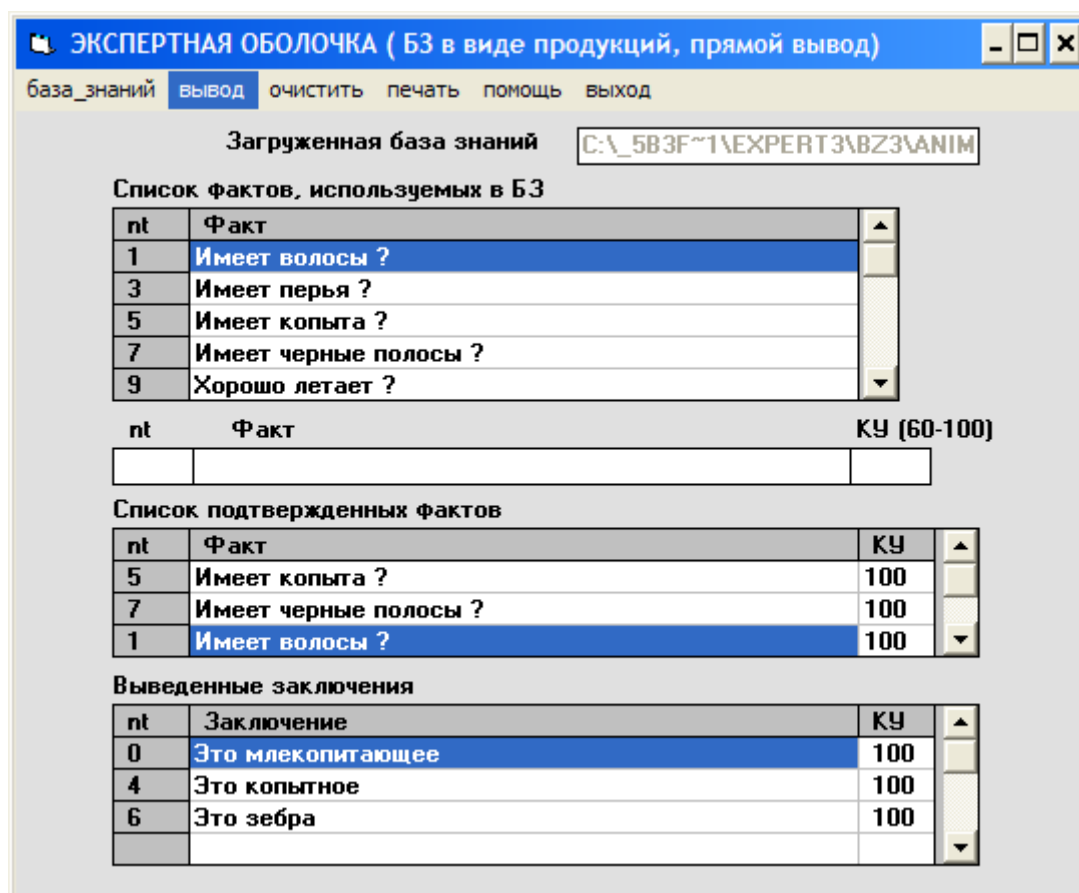 ЭКСПЕРТНАЯ ОБОЛОЧКА ( БЗ в виде продукций, прямой вывод)
база_знаний вывод очистить печать помощь выход
Загруженная база знаний C:\_5B3F~1\EXPERT3\BZ3\ANIM
Список фактов, используемых в БЗ
nt Факт
1 Имеет волосы ?
3 Имеет перья ?
5 Имеет копыта ?
7 Имеет черные полосы ?
9 Хорошо летает ?
nt Факт КУ (60-100)
Список подтвержденных фактов
nt Факт КУ
5 Имеет копыта ? 100
7 Имеет черные полосы ? 100
1 Имеет волосы ? 100
Выведенные заключения
nt Заключение КУ
0 Это млекопитающее 100
4 Это копытное 100
6 Это зебра 100